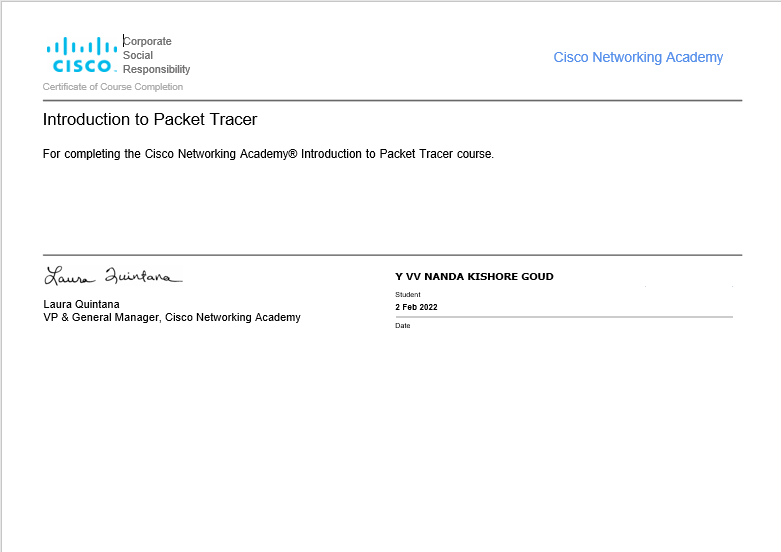 Corporate
Social
Responsibility
CISCO.
Cisco Networking Academy
Certificate of Course Completion
Introduction to Packet Tracer
For completing the Cisco Networking Academy® Introduction to Packet Tracer course.
Laura Quintana
Laura Quintana
VP & General Manager, Cisco Networking Academy
Y VV NANDA KISHORE GOUD
Student
2 Feb 2022
Date